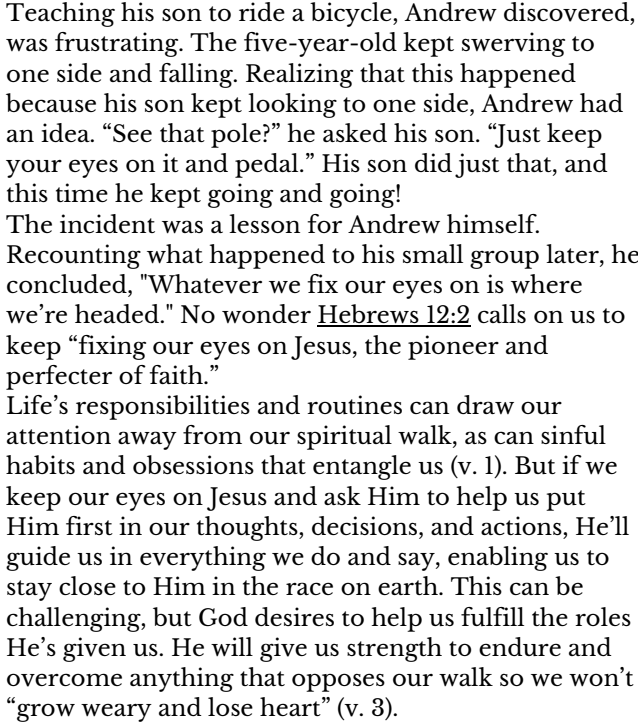 Teaching his son to ride a bicycle, Andrew discovered,
was frustrating. The five-year-old kept swerving to
one side and falling. Realizing that this happened
because his son kept looking to one side, Andrew had
an idea. “See that pole?” he asked his son. “Just keep
your eyes on it and pedal.” His son did just that, and
this time he kept going and going!
The incident was a lesson for Andrew himself.
Recounting what happened to his small group later, he
concluded, "Whatever we fix our eyes on is where
we’re headed." No wonder Hebrews 12:2 calls on us to
keep “fixing our eyes on Jesus, the pioneer and
perfecter of faith.”
Life’s responsibilities and routines can draw our
attention away from our spiritual walk, as can sinful
habits and obsessions that entangle us (v. 1). But if we
keep our eyes on Jesus and ask Him to help us put
Him first in our thoughts, decisions, and actions, He’ll
guide us in everything we do and say, enabling us to
stay close to Him in the race on earth. This can be
challenging, but God desires to help us fulfill the roles
He’s given us. He will give us strength to endure and
overcome anything that opposes our walk so we won’t
“grow weary and lose heart” (v. 3).